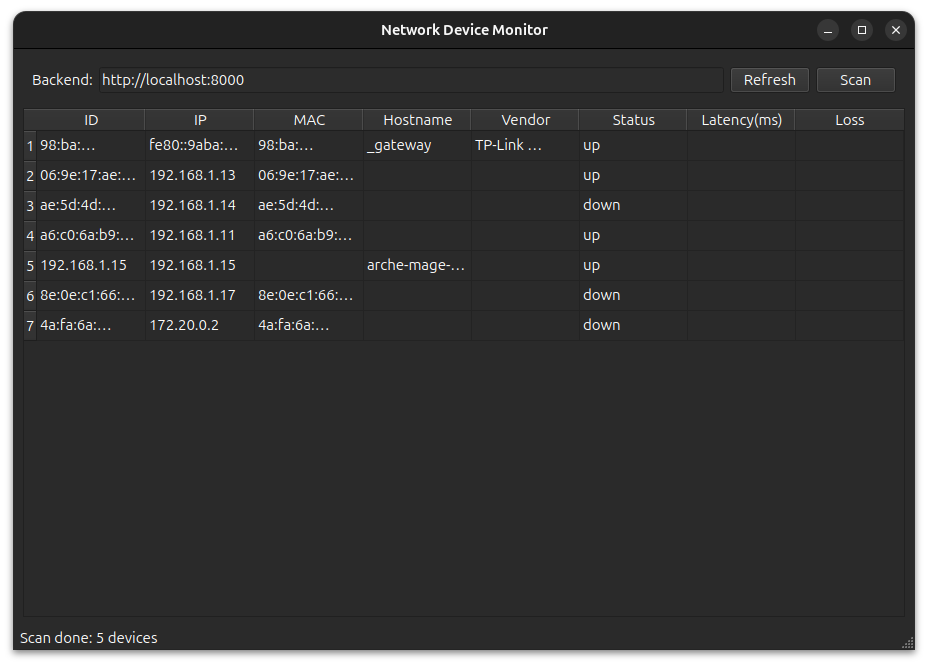 Network Device Monitor
Backend: http://localhost:8000 Refresh Scan
ID IP MAC Hostname Vendor Status Latency(ms) Loss
1 98:ba:... fe80::9aba:... 98:ba:... _gateway TP-Link ... up
2 06:9e:17:ae:... 192.168.1.13 06:9e:17:ae:... up
3 ae:5d:4d:... 192.168.1.14 ae:5d:4d:... down
4 a6:c0:6a:b9:... 192.168.1.11 a6:c0:6a:b9:... up
5 192.168.1.15 192.168.1.15 arche-mage-... up
6 8e:0e:c1:66:... 192.168.1.17 8e:0e:c1:66:... down
7 4a:fa:6a:... 172.20.0.2 4a:fa:6a:... down
Scan done: 5 devices